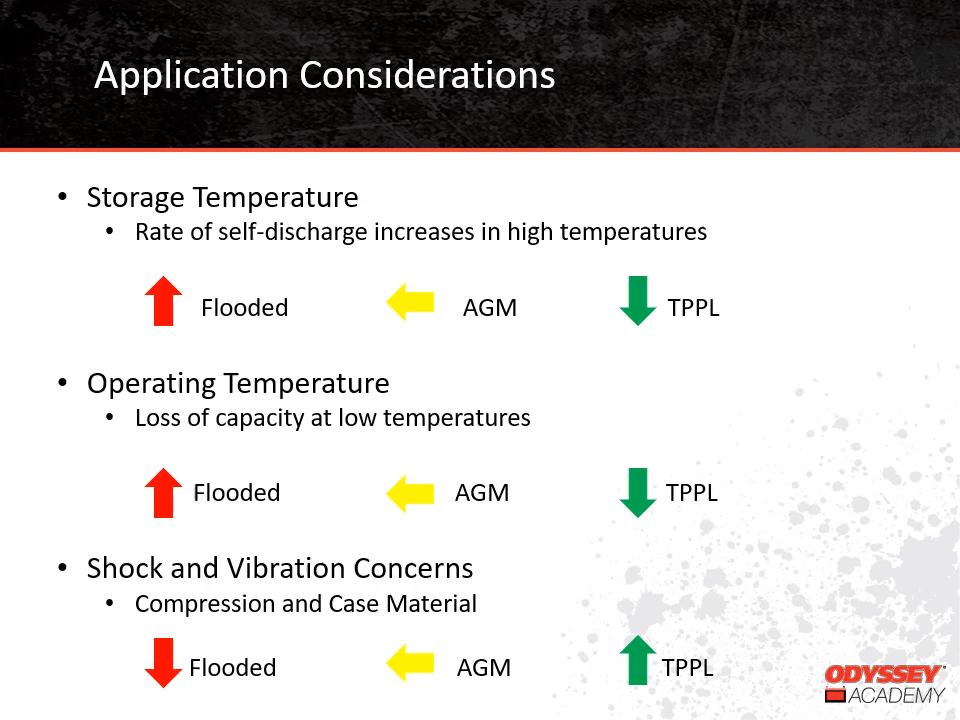 Application Considerations
• Storage Temperature
• Rate of self-discharge increases in high temperatures
Flooded AGM TPPL
• Operating Temperature
• Loss of capacity at low temperatures
Flooded AGM TPPL
• Shock and Vibration Concerns
• Compression and Case Material
Flooded AGM TPPL
ODYSSEY
ACADEMY